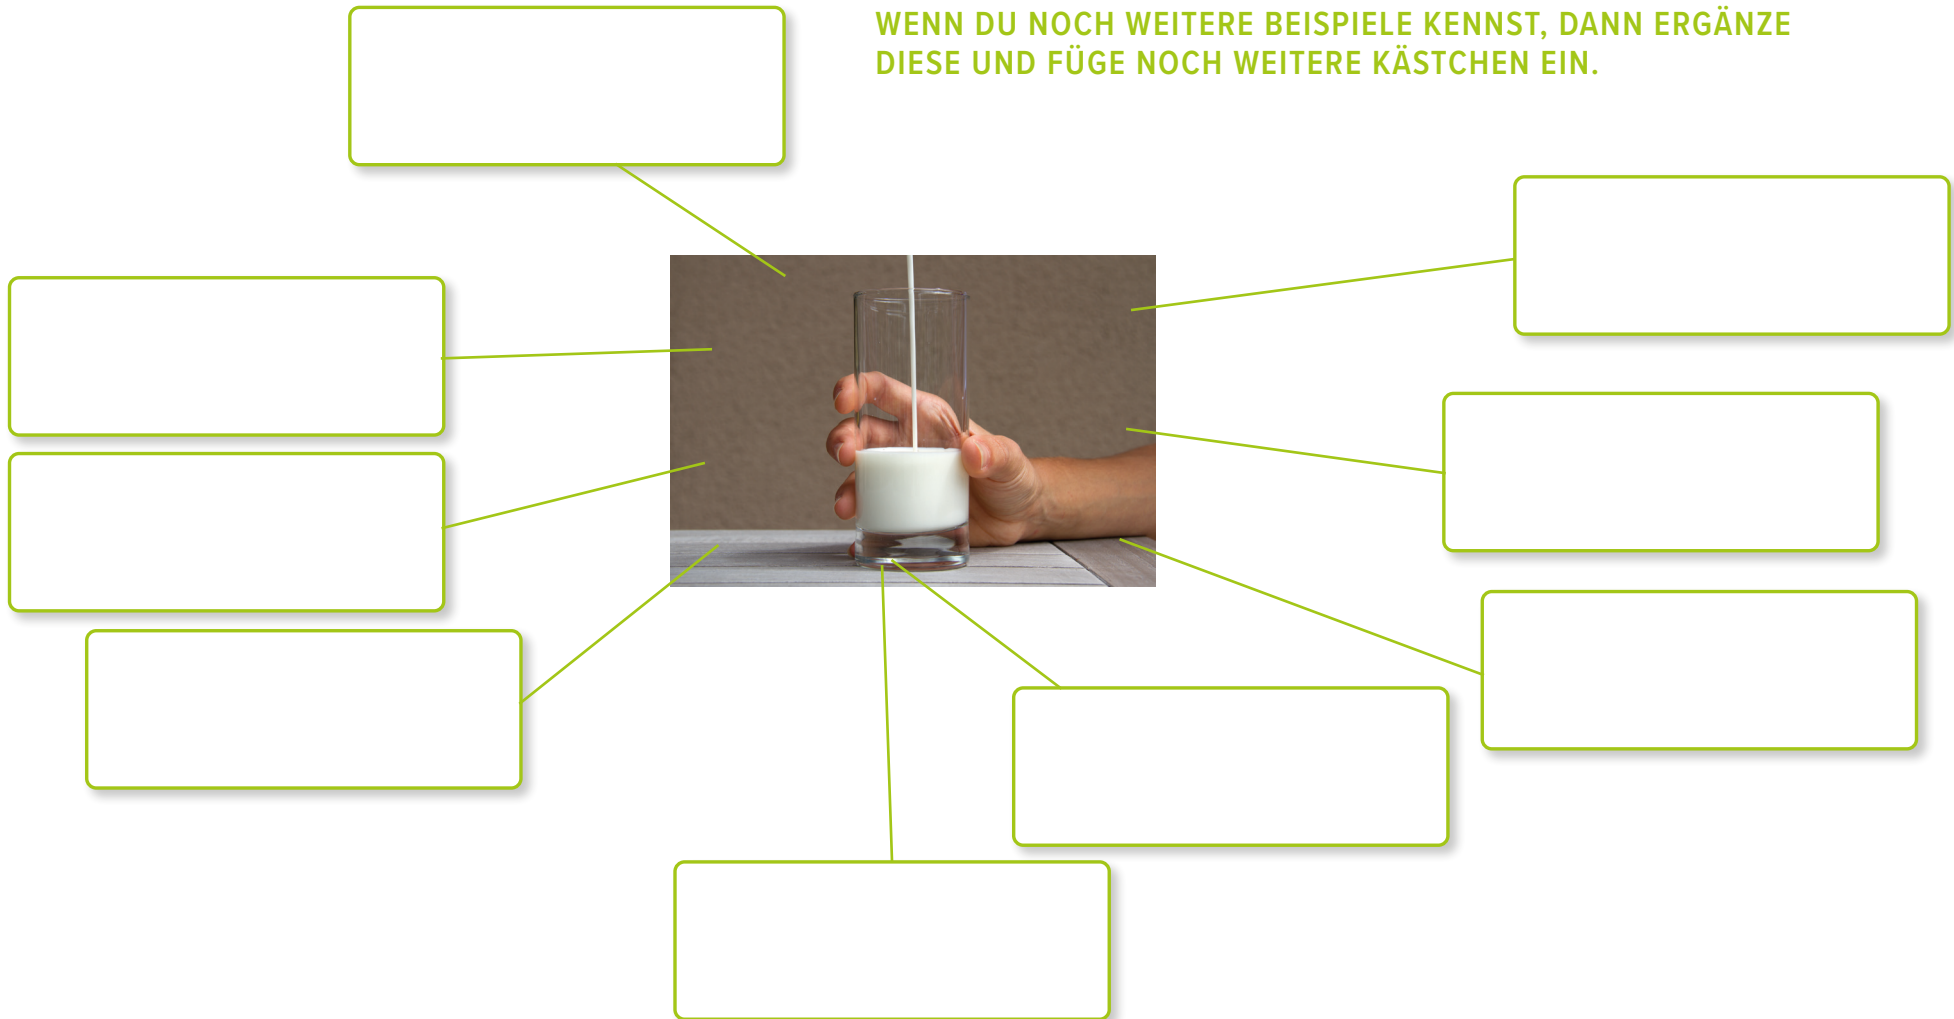 WENN DU NOCH WEITERE BEISPIELE KENNST, DANN ERGÄNZE
DIESE UND FÜGE NOCH WEITERE KÄSTCHEN EIN.